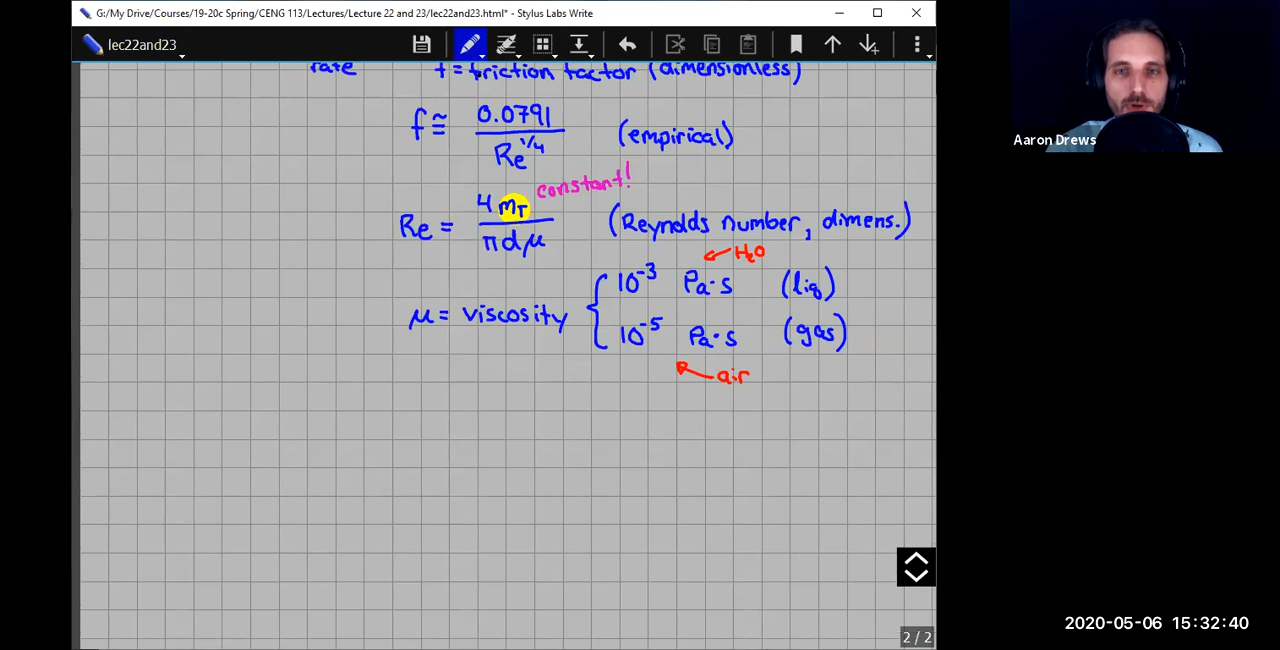 G:/My Drive/Courses/19-20c Spring/CENG 113/Lectures/Lecture 22 and 23/lec22and23.html* - Stylus Labs Write
lec22and23
rate f = friction factor (dimensionless)
f ≅ 0.0791 / Re^1/4 (empirical)
constant!
Re = 4 m_T / π d μ (Reynolds number, dimens.)
H₂O
μ = viscosity { 10^-3 Pa·s (liq)
10^-5 Pa·s (gas)
air
2 / 2
Aaron Drews
2020-05-06 15:32:40